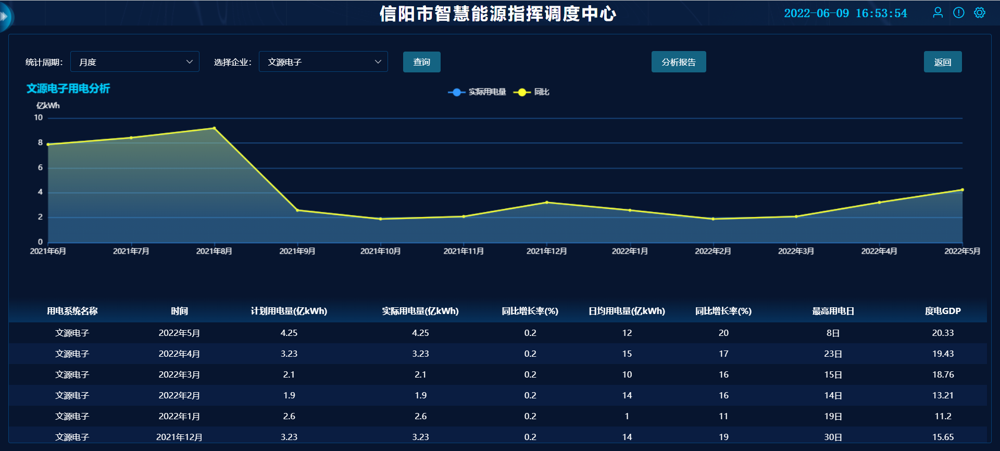 信阳市智慧能源指挥调度中心
2022-06-09 16:53:54
统计周期： 月度 选择企业： 文源电子 查询 分析报告 返回
文源电子用电分析
实际用电量 同比
亿kWh
10
8
6
4
2
0
2021年6月 2021年7月 2021年8月 2021年9月 2021年10月 2021年11月 2021年12月 2022年1月 2022年2月 2022年3月 2022年4月 2022年5月
用电系统名称 时间 计划用电量(亿kWh) 实际用电量(亿kWh) 同比增长率(%) 日均用电量(亿kWh) 同比增长率(%) 最高用电日 度电GDP
文源电子 2022年5月 4.25 4.25 0.2 12 20 8日 20.33
文源电子 2022年4月 3.23 3.23 0.2 15 17 23日 19.43
文源电子 2022年3月 2.1 2.1 0.2 10 16 15日 18.76
文源电子 2022年2月 1.9 1.9 0.2 14 16 14日 13.21
文源电子 2022年1月 2.6 2.6 0.2 1 11 19日 11.2
文源电子 2021年12月 3.23 3.23 0.2 14 19 30日 15.65